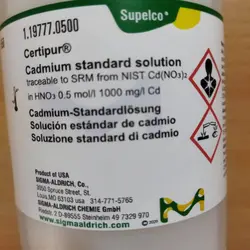 1.19777.0500
Supelco®
Certipur®
Cadmium standard solution
traceable to SRM from NIST Cd(NO₃)₂
in HNO₃ 0.5 mol/l 1000 mg/l Cd
Cadmium-Standardlösung
Solución estándar de cadmio
Soluzione standard di cadmio
Product of USA
SIGMA-ALDRICH, Co.,
3050 Spruce Street, St.
Louis, MO 63103 usa 314-771-5765
SIGMA-ALDRICH CHEMIE GmbH
2 D-89555 Steinheim 49 7329 970
www.sigmaaldrich.com